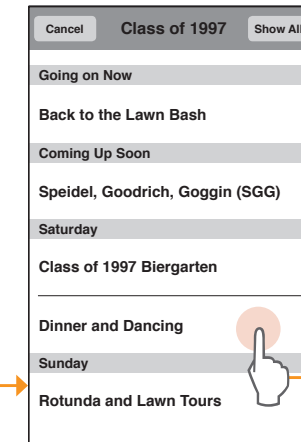 Cancel Class of 1997 Show All
Going on Now
Back to the Lawn Bash
Coming Up Soon
Speidel, Goodrich, Goggin (SGG)
Saturday
Class of 1997 Biergarten
Dinner and Dancing
Sunday
Rotunda and Lawn Tours